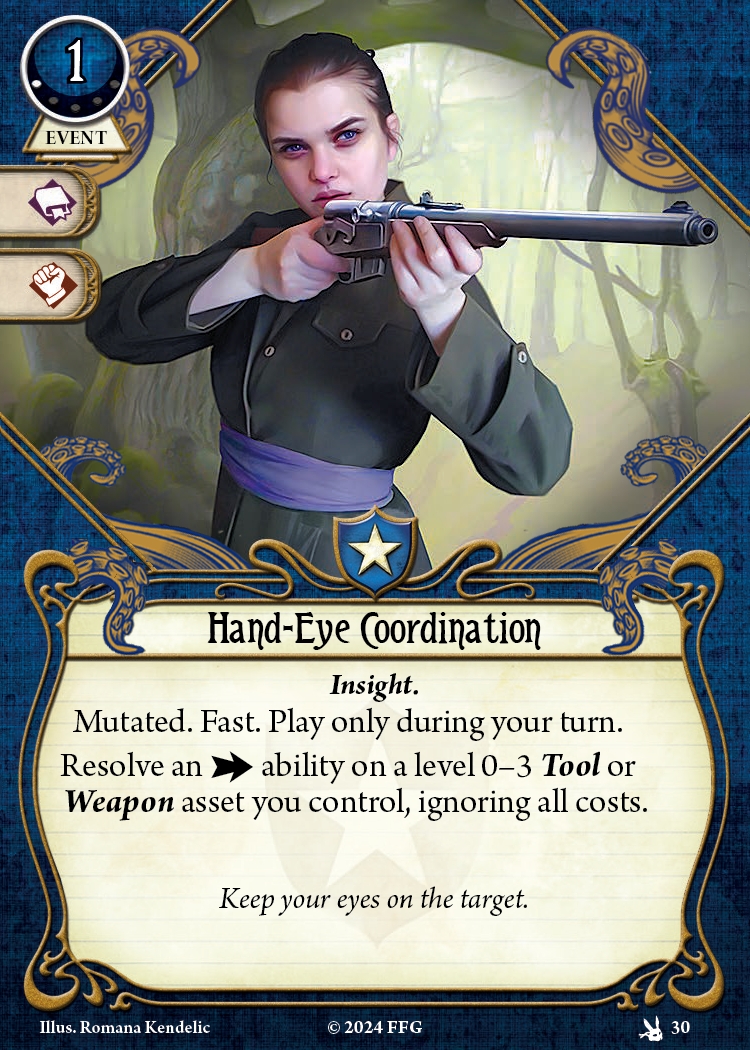 1
EVENT
Hand-Eye Coordination
Insight.
Mutated. Fast. Play only during your turn.
Resolve an ability on a level 0–3 Tool or
Weapon asset you control, ignoring all costs.
Keep your eyes on the target.
Illus. Romana Kendelic © 2024 FFG 30